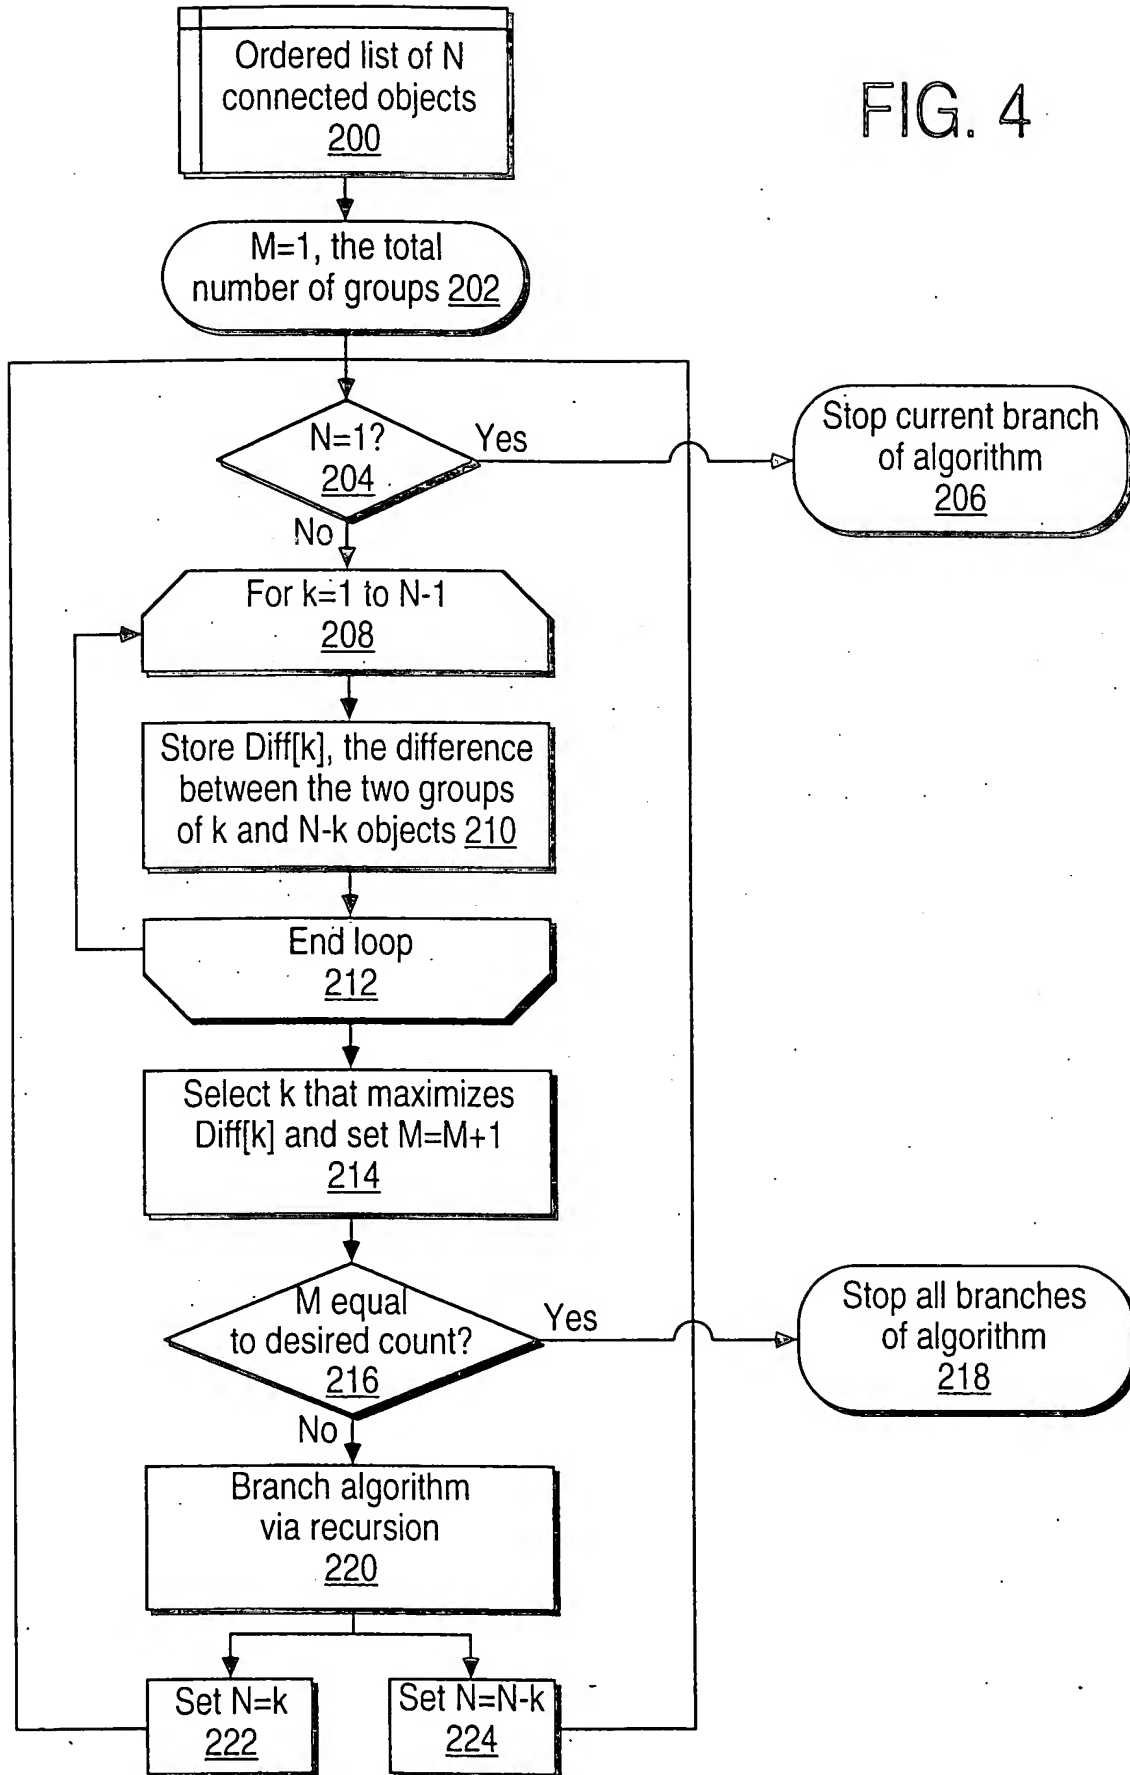 FIG. 4
Ordered list of N
connected objects
200
M=1, the total
number of groups 202
N=1?
204
Yes
No
Stop current branch
of algorithm
206
For k=1 to N-1
208
Store Diff[k], the difference
between the two groups
of k and N-k objects 210
End loop
212
Select k that maximizes
Diff[k] and set M=M+1
214
M equal
to desired count?
216
Yes
No
Stop all branches
of algorithm
218
Branch algorithm
via recursion
220
Set N=k
222
Set N=N-k
224